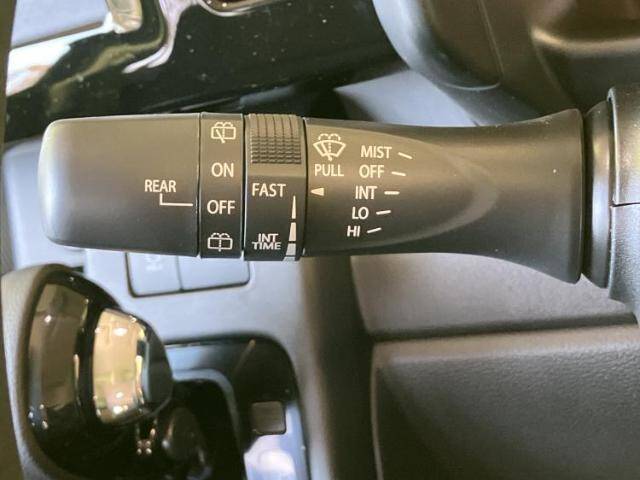 REAR
ON
OFF
FAST
INT
TIME
PULL
MIST
OFF
INT
LO
HI